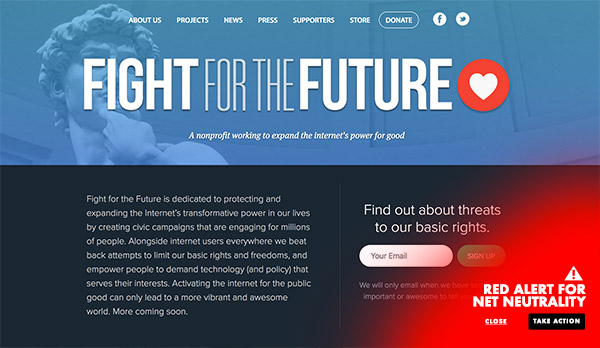 ABOUT US PROJECTS NEWS PRESS SUPPORTERS STORE DONATE
FIGHT FOR THE FUTURE
A nonprofit working to expand the internet's power for good
Fight for the Future is dedicated to protecting and
expanding the Internet's transformative power in our lives
by creating civic campaigns that are engaging for millions
of people. Alongside internet users everywhere we beat
back attempts to limit our basic rights and freedoms, and
empower people to demand technology (and policy) that
serves their interests. Activating the internet for the public
good can only lead to a more vibrant and awesome
world. More coming soon.
Find out about threats
to our basic rights.
Your Email SIGN UP
We will only email when we have
important or awesome to
RED ALERT FOR
NET NEUTRALITY
CLOSE TAKE ACTION